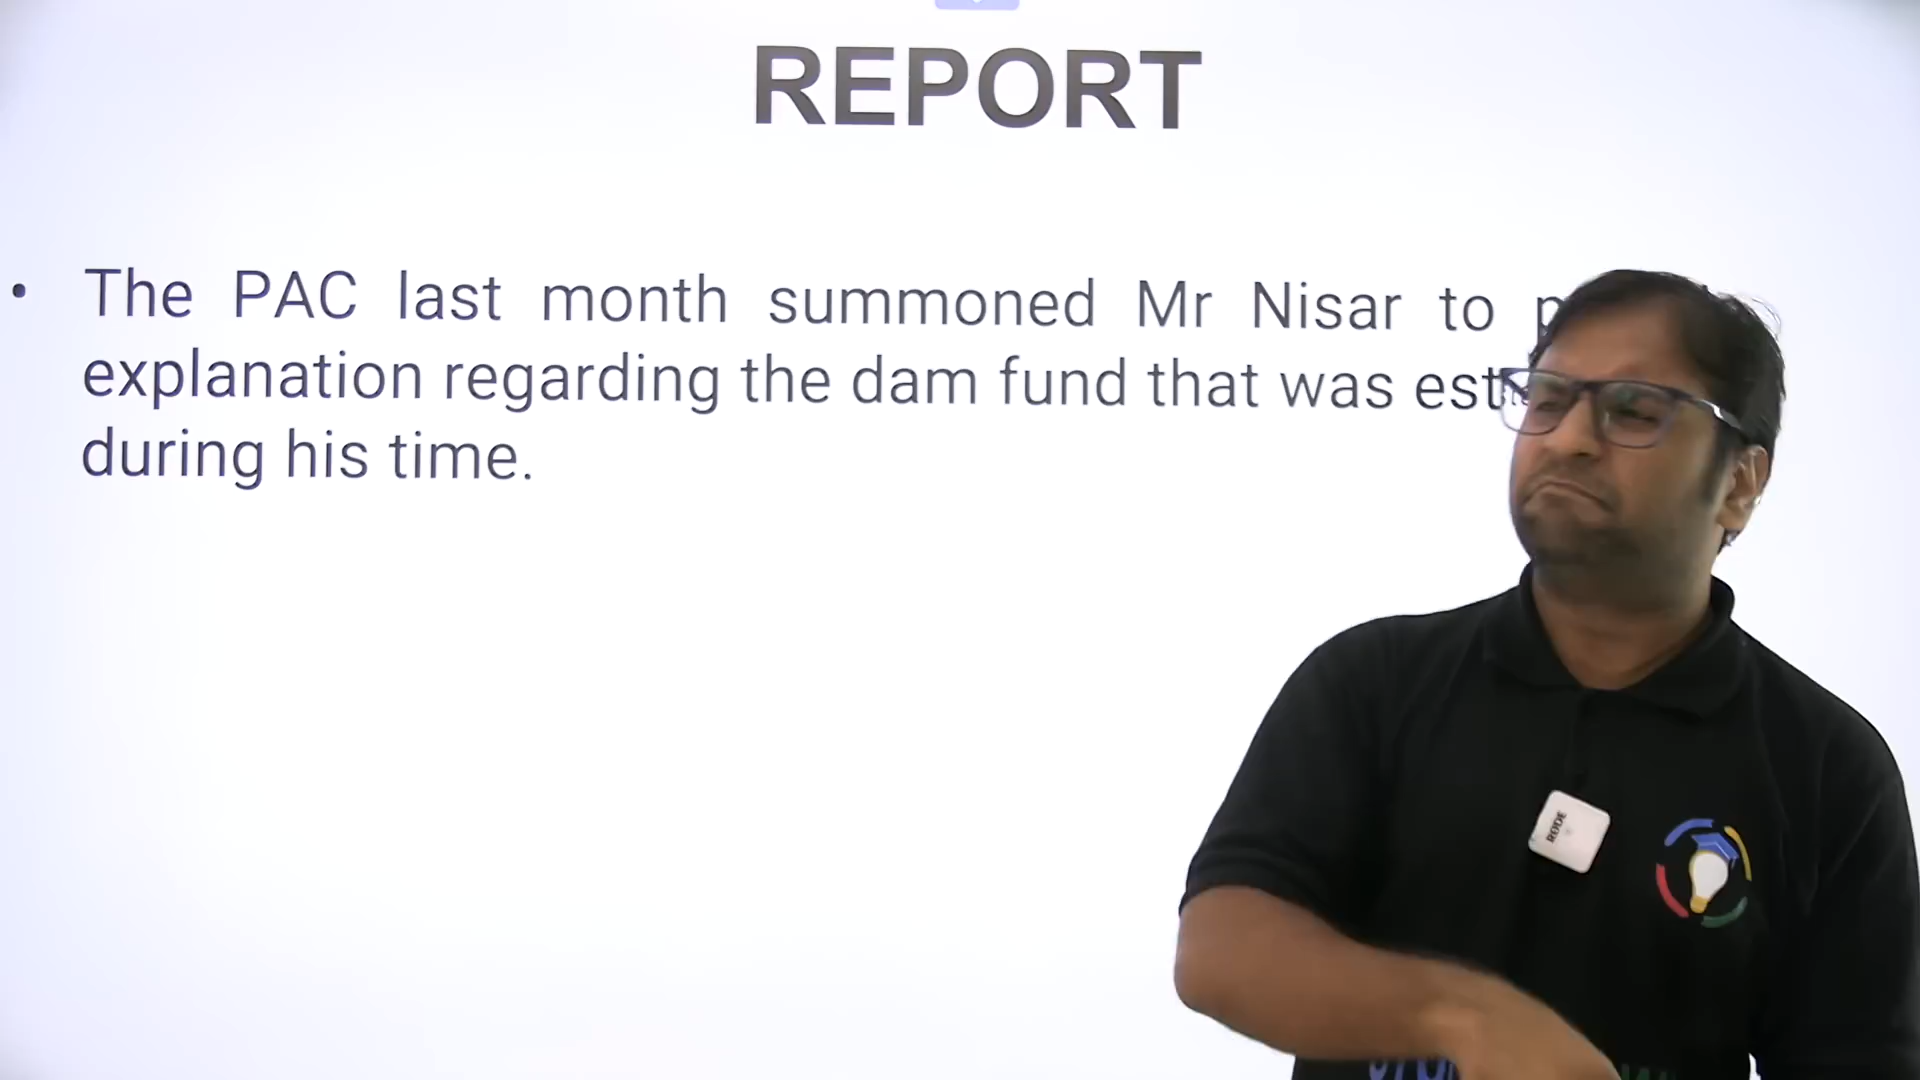 REPORT
• The PAC last month summoned Mr Nisar to
explanation regarding the dam fund that was
during his time.
RODE